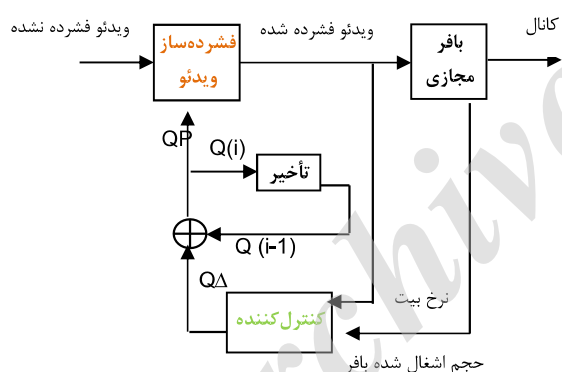 ویدئو فشرده نشده
فشرده‌ساز
ویدئو
ویدئو فشرده شده
بافر
مجازی
کانال
QP
Q(i)
تأخیر
Q (i-1)
Q∆
کنترل‌کننده
نرخ بیت
حجم اشغال شده بافر